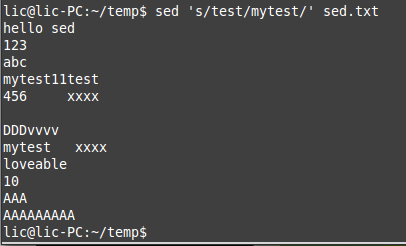 lic@lic-PC:~/temp$ sed 's/test/mytest/' sed.txt
hello sed
123
abc
mytest11test
456     xxxx

DDDvvvv
mytest   xxxx
loveable
10
AAA
AAAAAAAAA
lic@lic-PC:~/temp$